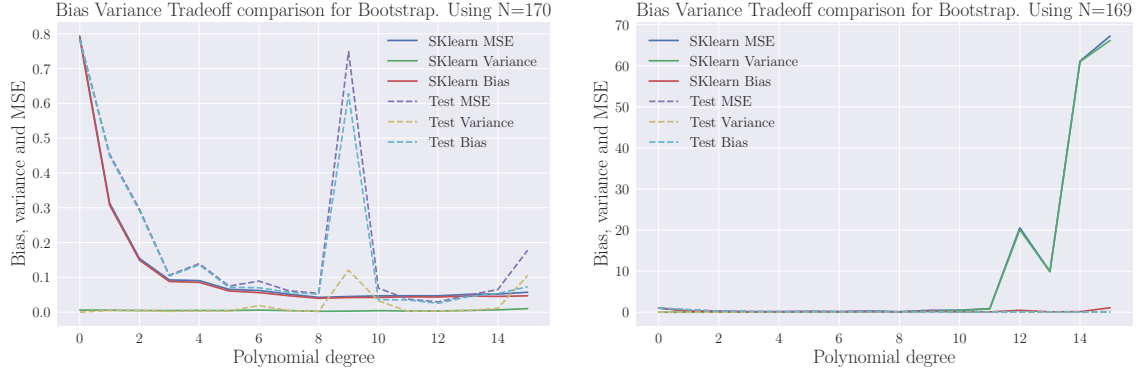 Bias Variance Tradeoff comparison for Bootstrap. Using N=170
0.8
0.7
0.6
0.5
0.4
0.3
0.2
0.1
0.0
Bias, variance and MSE
SKlearn MSE
SKlearn Variance
SKlearn Bias
Test MSE
Test Variance
Test Bias
0 2 4 6 8 10 12 14
Polynomial degree
Bias Variance Tradeoff comparison for Bootstrap. Using N=169
70
60
50
40
30
20
10
0
Bias, variance and MSE
SKlearn MSE
SKlearn Variance
SKlearn Bias
Test MSE
Test Variance
Test Bias
0 2 4 6 8 10 12 14
Polynomial degree